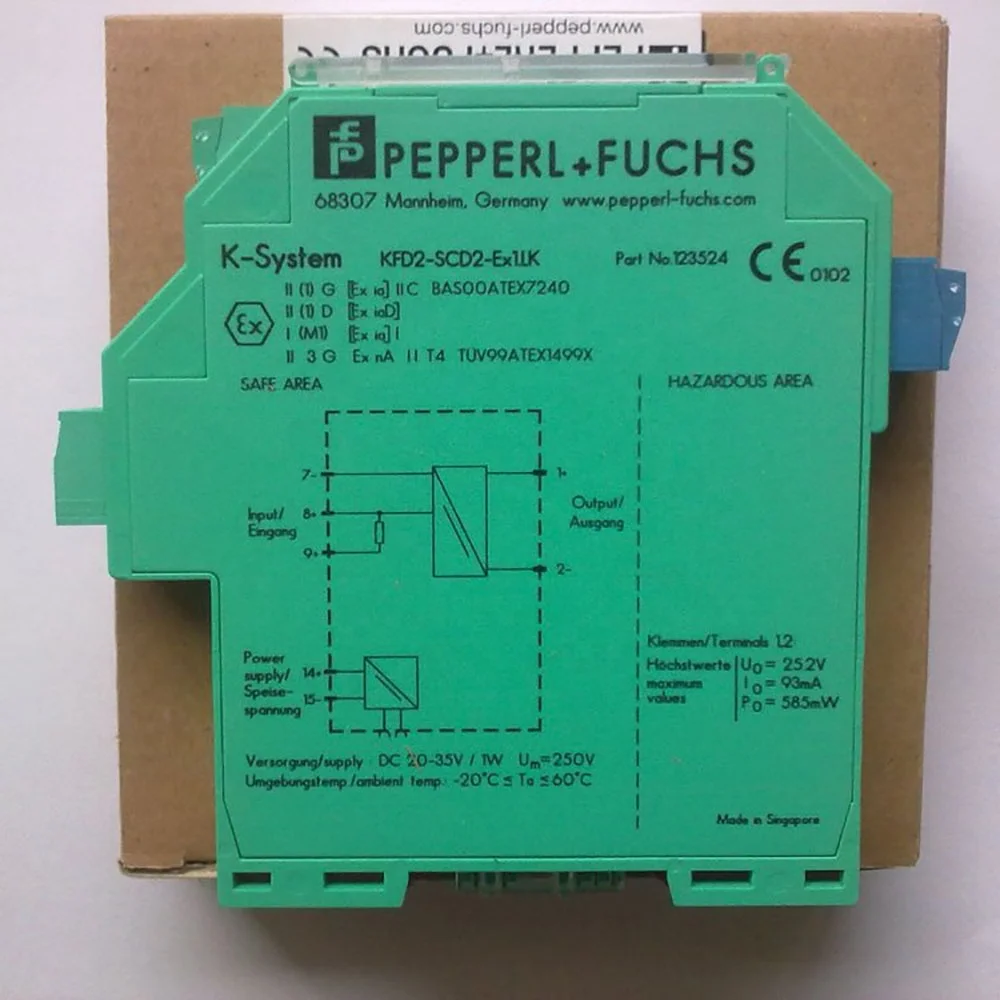 www.pepperl-fuchs.com
PEPPERL+FUCHS CE
PEPPERL+FUCHS
68307 Mannheim, Germany www.pepperl-fuchs.com
K-System KFD2-SCD2-Ex1.LK Part No.123524 CE 0102
II (1) G [Ex ia] IIC BAS00ATEX7240
Ex II (1) D [Ex iaD]
I (M1) [Ex ia] I
II 3 G Ex nA II T4 TÜV99ATEX1499X
SAFE AREA HAZARDOUS AREA
7- 1+
Input/ 8+ Output/
Eingang Ausgang
9+
2-
Klemmen/Terminals 1,2:
Power
supply/ 14+ Höchstwerte U0 = 25.2V
Speise- 15- maximum I0 = 93mA
spannung values P0 = 585mW
Versorgung/supply : DC 20-35V / 1W Um=250V
Umgebungstemp./ambient temp.: -20°C ≤ Ta ≤60°C
Made in Singapore